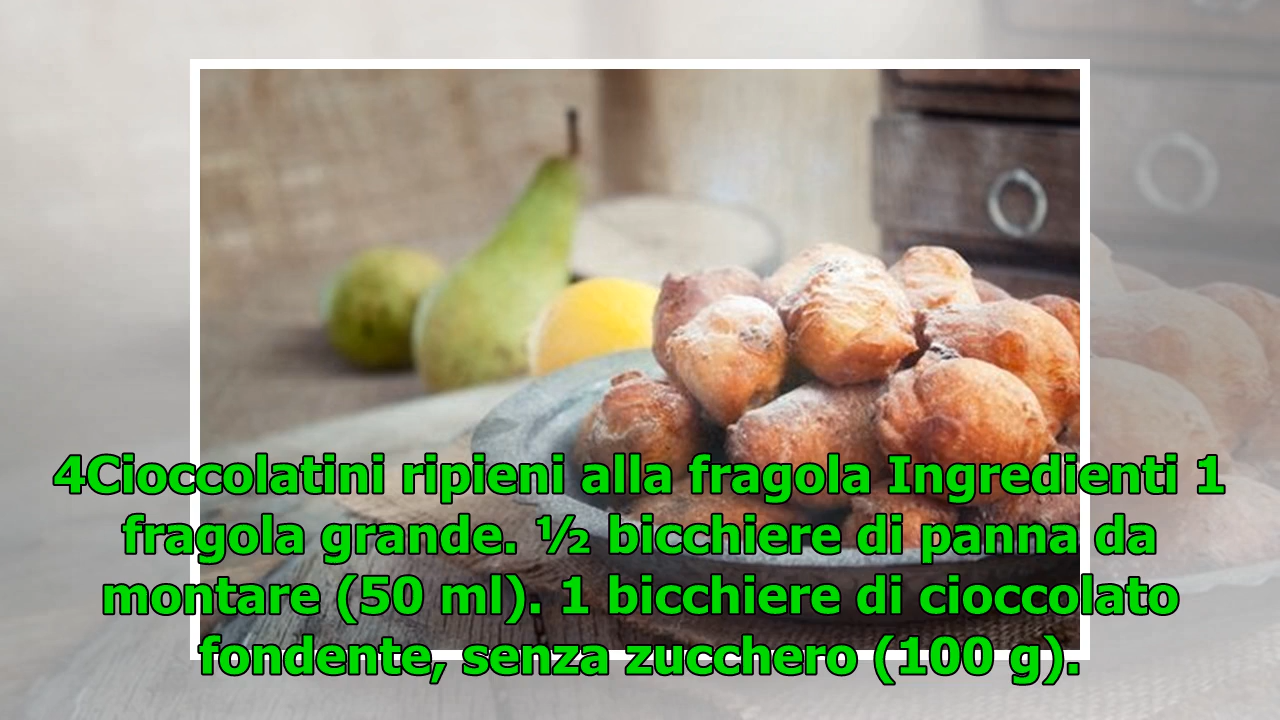 4Cioccolatini ripieni alla fragola Ingredienti 1
fragola grande. ½ bicchiere di panna da
montare (50 ml). 1 bicchiere di cioccolato
fondente, senza zucchero (100 g).